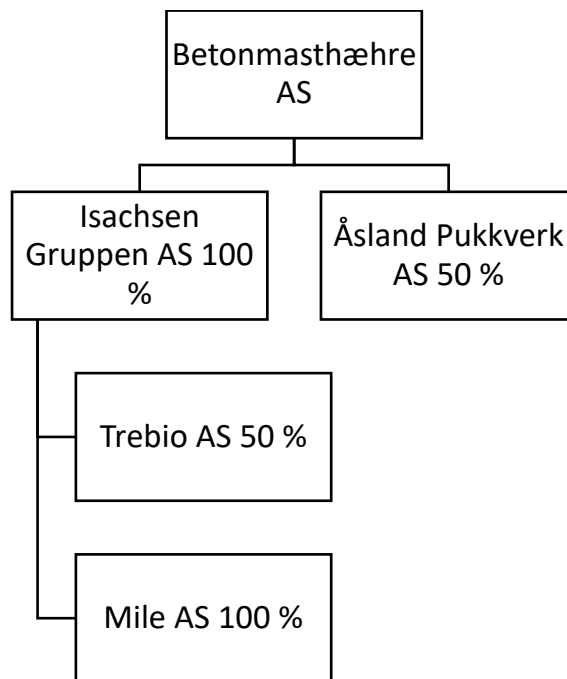 Betonmasthæhre
AS
Isachsen
Gruppen AS 100
%
Åsland Pukkverk
AS 50 %
Trebio AS 50 %
Mile AS 100 %